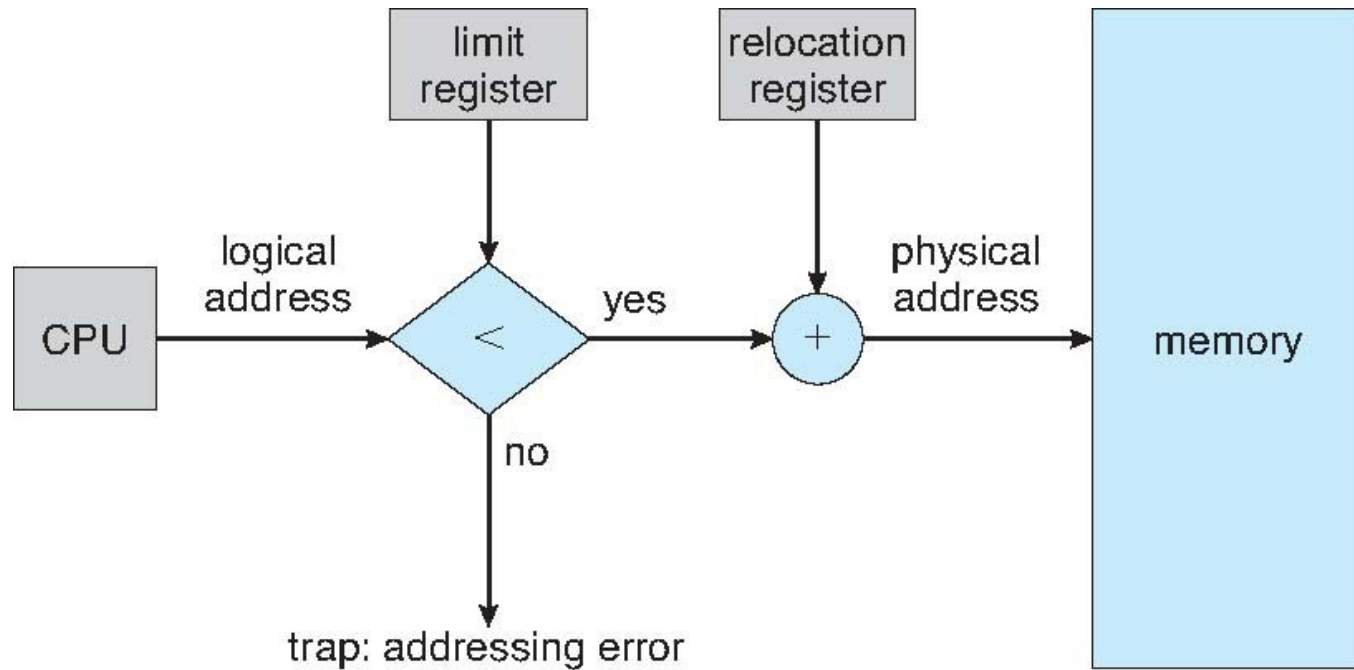 limit
register
relocation
register
logical
address
physical
address
CPU
<
yes
+
memory
no
trap: addressing error